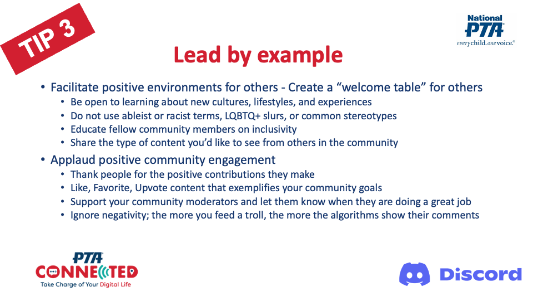 TIP 3
National
PTA
every child. one voice.®
Lead by example
• Facilitate positive environments for others - Create a “welcome table” for others
• Be open to learning about new cultures, lifestyles, and experiences
• Do not use ableist or racist terms, LQBTQ+ slurs, or common stereotypes
• Educate fellow community members on inclusivity
• Share the type of content you’d like to see from others in the community
• Applaud positive community engagement
• Thank people for the positive contributions they make
• Like, Favorite, Upvote content that exemplifies your community goals
• Support your community moderators and let them know when they are doing a great job
• Ignore negativity; the more you feed a troll, the more the algorithms show their comments
PTA
CONNECTED
Take Charge of Your Digital Life
Discord